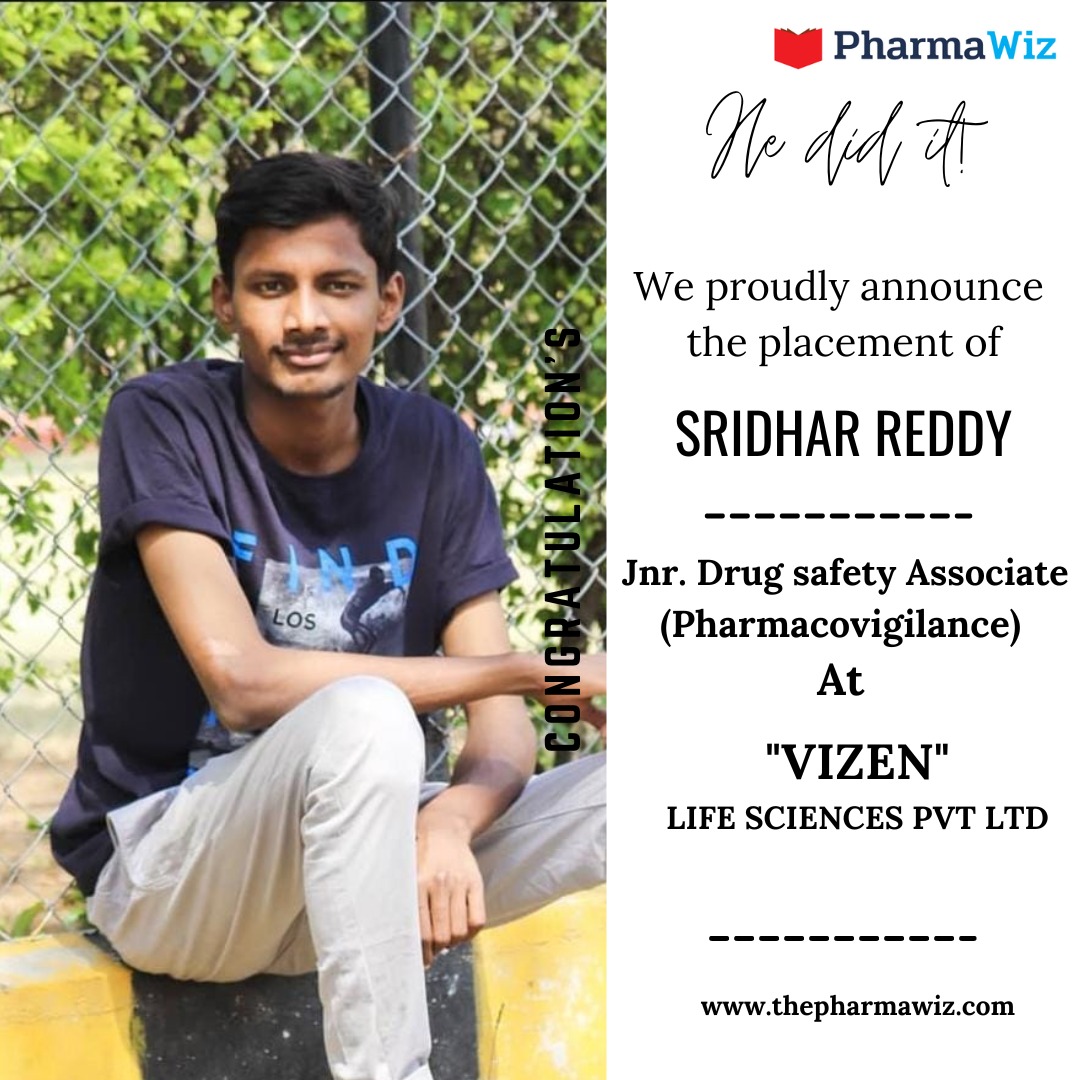 PharmaWiz
He did it!
We proudly announce
the placement of
SRIDHAR REDDY
Jnr. Drug safety Associate
(Pharmacovigilance)
At
"VIZEN"
LIFE SCIENCES PVT LTD
www.thepharmawiz.com
CONGRATULATION'S
FIND
LOS